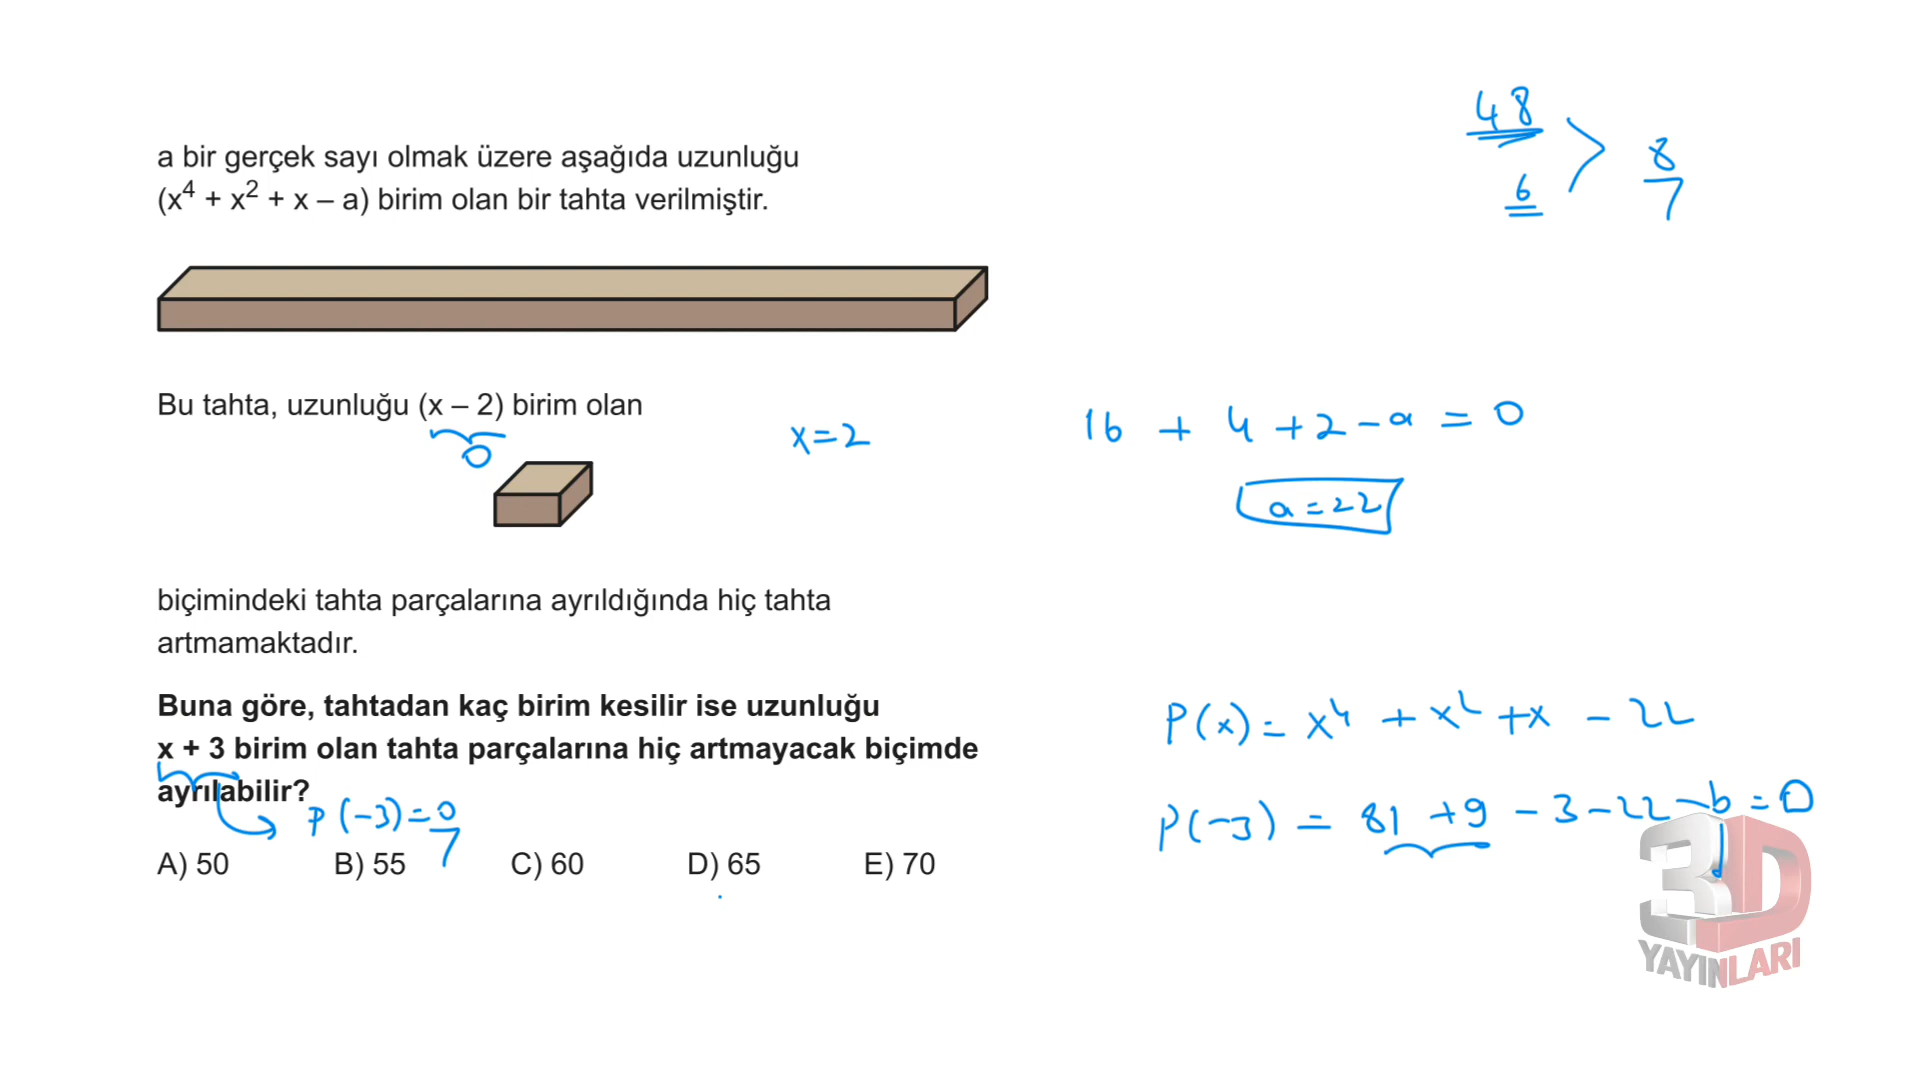 48
6
8
a bir gerçek sayı olmak üzere aşağıda uzunluğu
(x⁴ + x² + x – a) birim olan bir tahta verilmiştir.
Bu tahta, uzunluğu (x – 2) birim olan
0
x=2
16 + 4 +2-a = 0
a=22
biçimindeki tahta parçalarına ayrıldığında hiç tahta
artmamaktadır.
Buna göre, tahtadan kaç birim kesilir ise uzunluğu
x + 3 birim olan tahta parçalarına hiç artmayacak biçimde
ayrılabilir?
P(-3)=0
P(x)= x⁴ + x² +x - 22
P(-3) = 81 +9 - 3 - 22 - b = 0
A) 50 B) 55 C) 60 D) 65 E) 70
3D
YAYINLARI